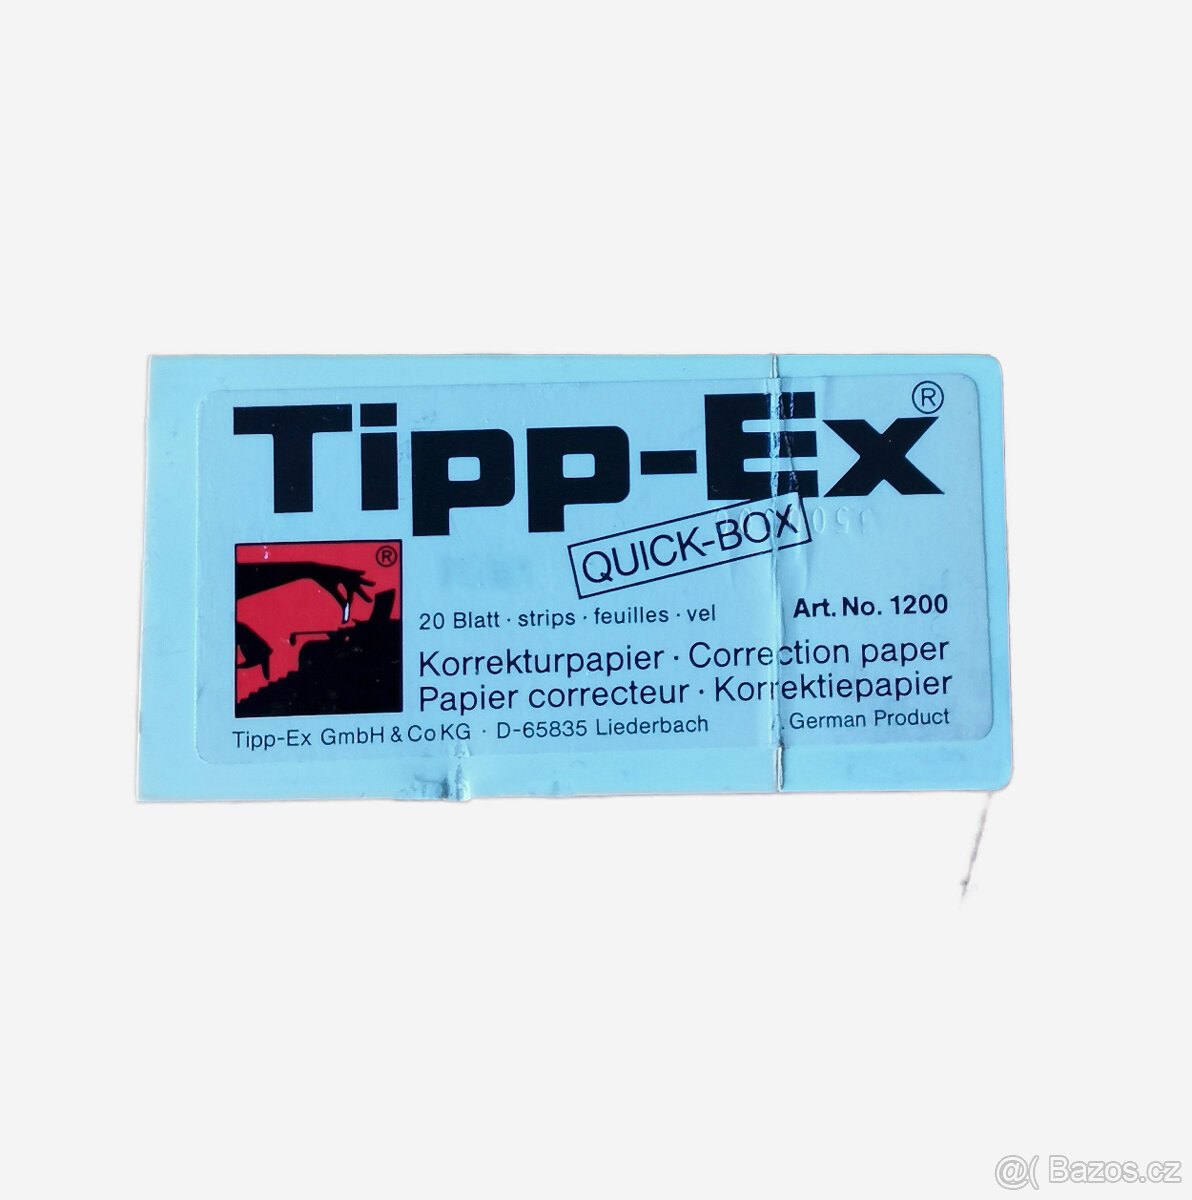 Tipp-Ex®
QUICK-BOX
®
20 Blatt · strips · feuilles · vel Art. No. 1200
Korrekturpapier · Correction paper
Papier correcteur · Korrektiepapier
Tipp-Ex GmbH & Co KG · D-65835 Liederbach German Product
@( Bazos.cz